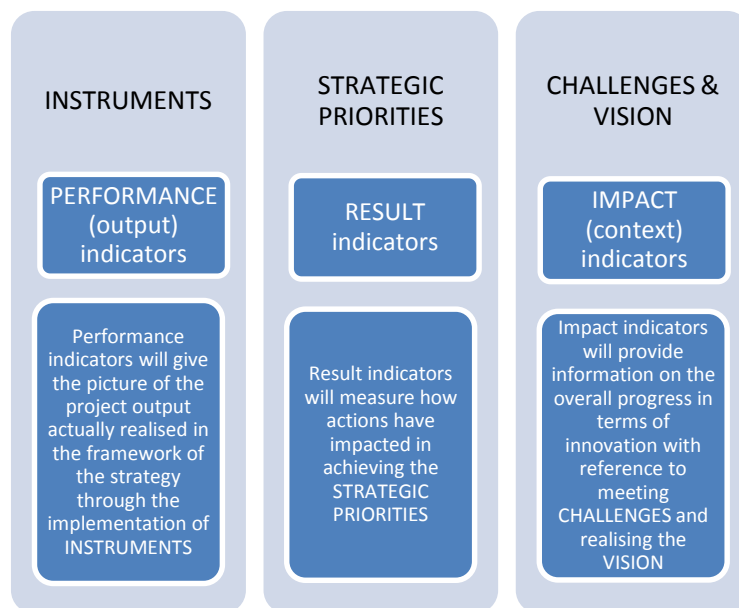 INSTRUMENTS
PERFORMANCE
(output)
indicators
Performance
indicators will give
the picture of the
project output
actually realised in
the framework of
the strategy
through the
implementation of
INSTRUMENTS
STRATEGIC
PRIORITIES
RESULT
indicators
Result indicators
will measure how
actions have
impacted in
achieving the
STRATEGIC
PRIORITIES
CHALLENGES &
VISION
IMPACT
(context)
indicators
Impact indicators
will provide
information on the
overall progress in
terms of
innovation with
reference to
meeting
CHALLENGES and
realising the
VISION